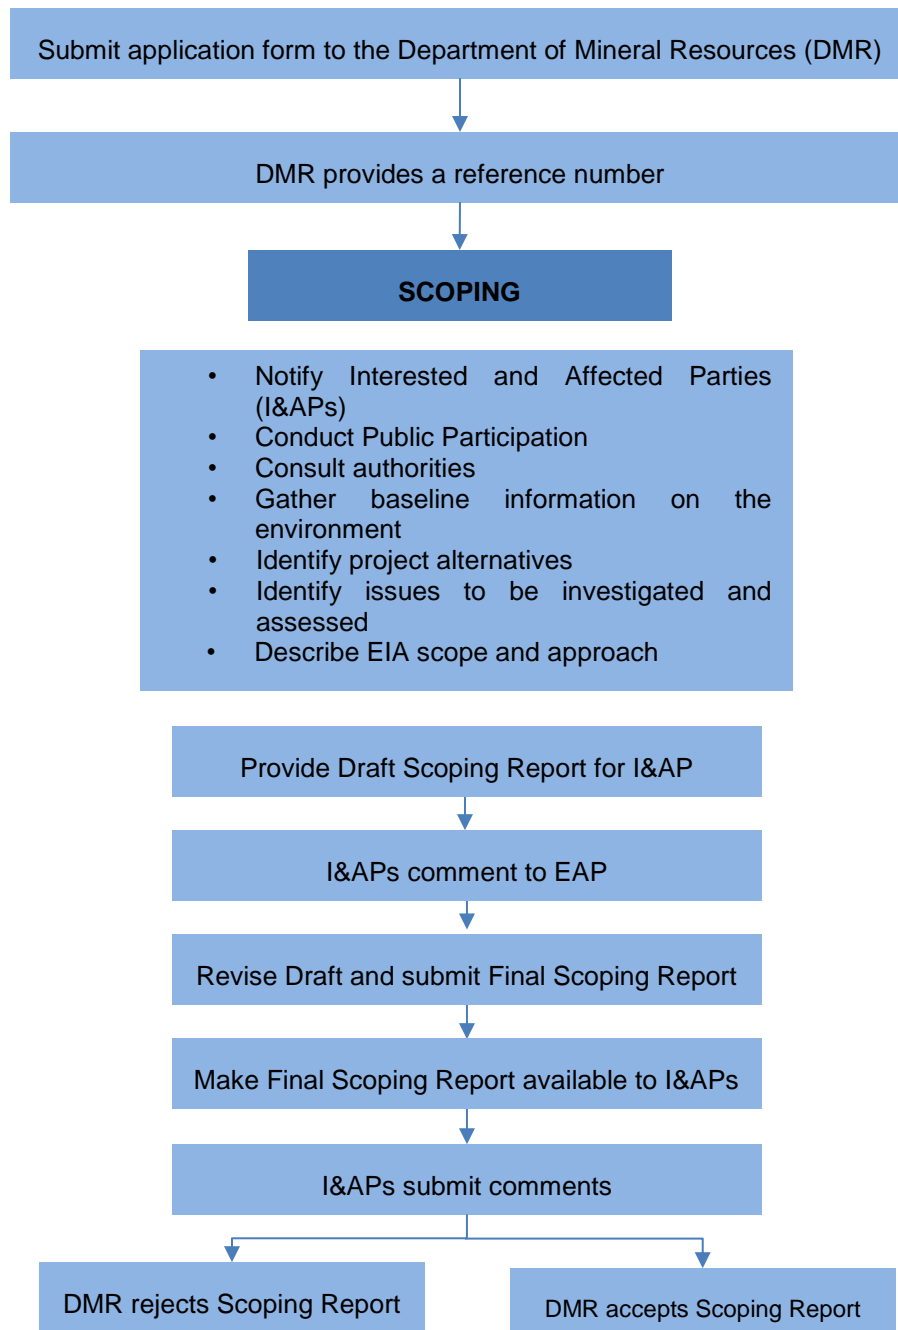 Submit application form to the Department of Mineral Resources (DMR)
DMR provides a reference number
SCOPING
• Notify Interested and Affected Parties
(I&APs)
• Conduct Public Participation
• Consult authorities
• Gather baseline information on the
environment
• Identify project alternatives
• Identify issues to be investigated and
assessed
• Describe EIA scope and approach
Provide Draft Scoping Report for I&AP
I&APs comment to EAP
Revise Draft and submit Final Scoping Report
Make Final Scoping Report available to I&APs
I&APs submit comments
DMR rejects Scoping Report
DMR accepts Scoping Report